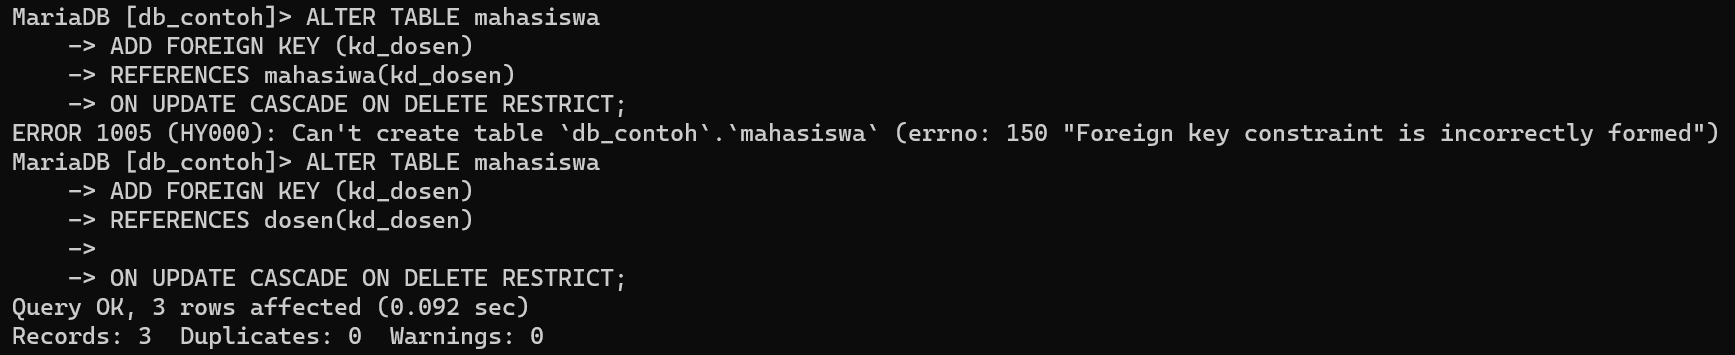 MariaDB [db_contoh]> ALTER TABLE mahasiswa
    -> ADD FOREIGN KEY (kd_dosen)
    -> REFERENCES mahasiwa(kd_dosen)
    -> ON UPDATE CASCADE ON DELETE RESTRICT;
ERROR 1005 (HY000): Can't create table `db_contoh`.`mahasiswa` (errno: 150 "Foreign key constraint is incorrectly formed")
MariaDB [db_contoh]> ALTER TABLE mahasiswa
    -> ADD FOREIGN KEY (kd_dosen)
    -> REFERENCES dosen(kd_dosen)
    ->
    -> ON UPDATE CASCADE ON DELETE RESTRICT;
Query OK, 3 rows affected (0.092 sec)
Records: 3  Duplicates: 0  Warnings: 0